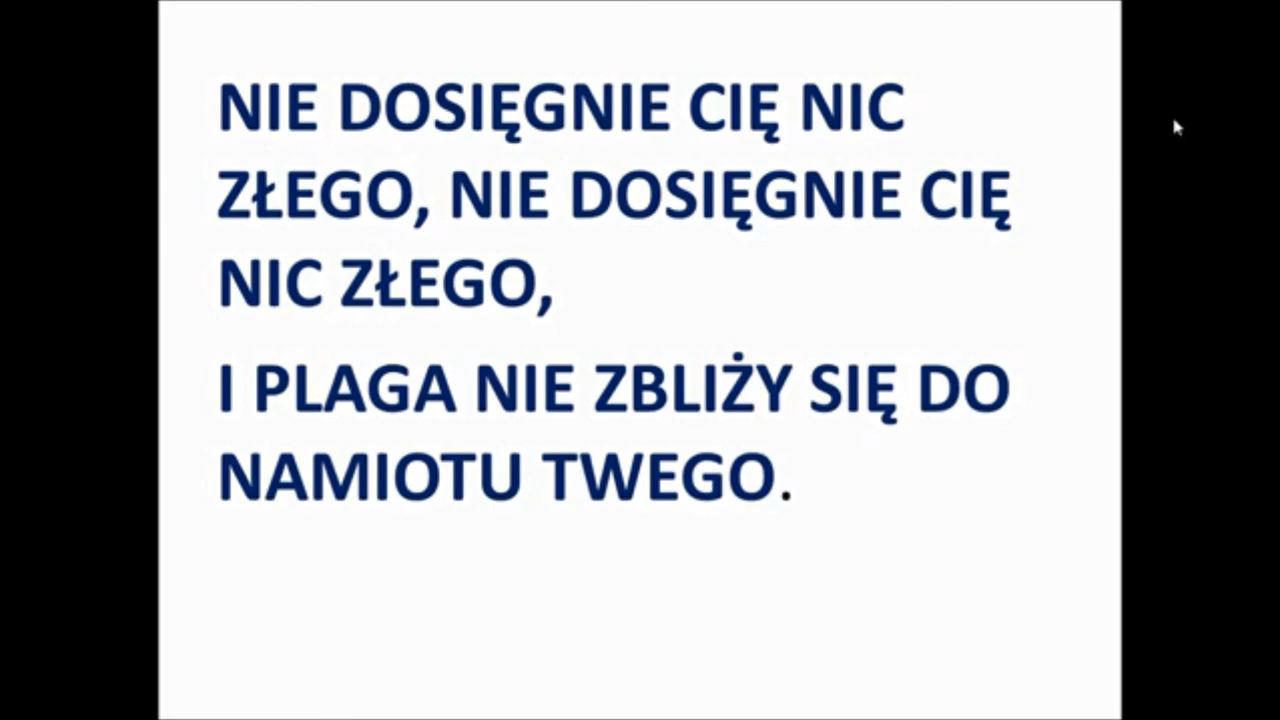 NIE DOSIĘGNIE CIĘ NIC
ZŁEGO, NIE DOSIĘGNIE CIĘ
NIC ZŁEGO,
I PLAGA NIE ZBLIŻY SIĘ DO
NAMIOTU TWEGO.